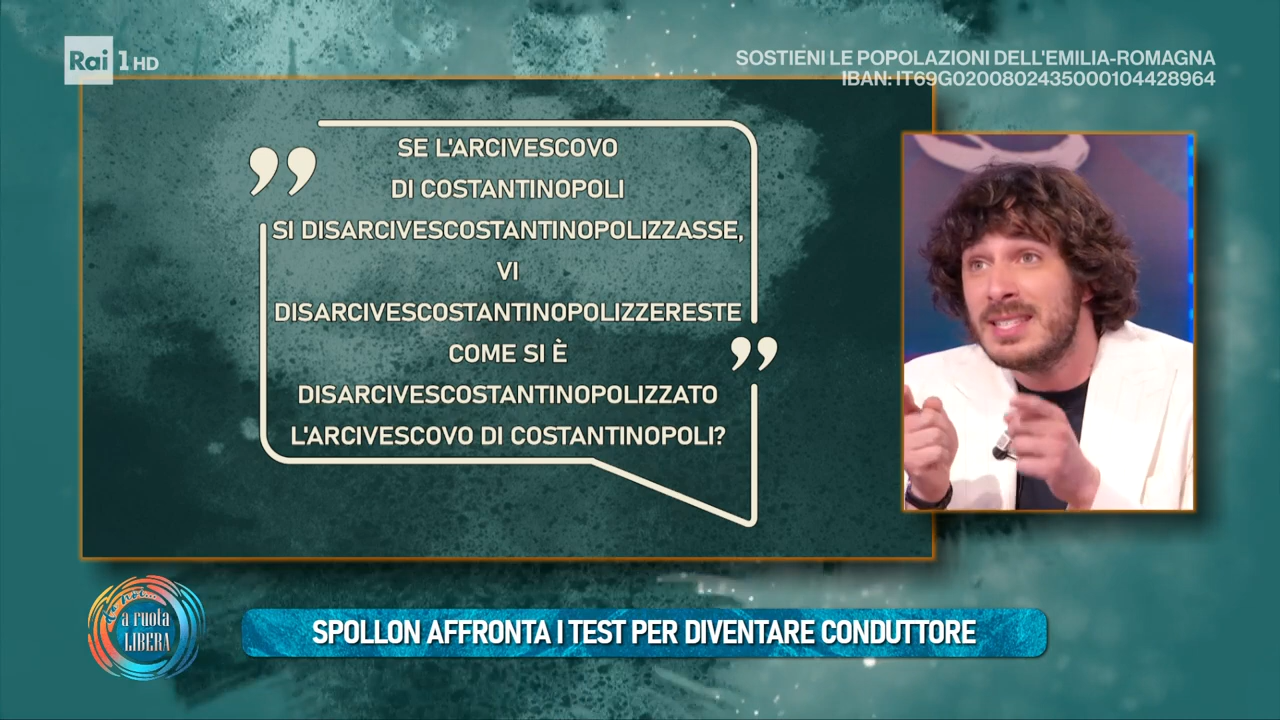 Rai 1 HD
SOSTIENI LE POPOLAZIONI DELL'EMILIA-ROMAGNA
IBAN: IT69G0200802435000104428964
SE L'ARCIVESCOVO
DI COSTANTINOPOLI
SI DISARCIVESCOSTANTINOPOLIZZASSE,
VI
DISARCIVESCOSTANTINOPOLIZZERESTE
COME SI È
DISARCIVESCOSTANTINOPOLIZZATO
L'ARCIVESCOVO DI COSTANTINOPOLI?
a ruota
LIBERA
SPOLLON AFFRONTA I TEST PER DIVENTARE CONDUTTORE